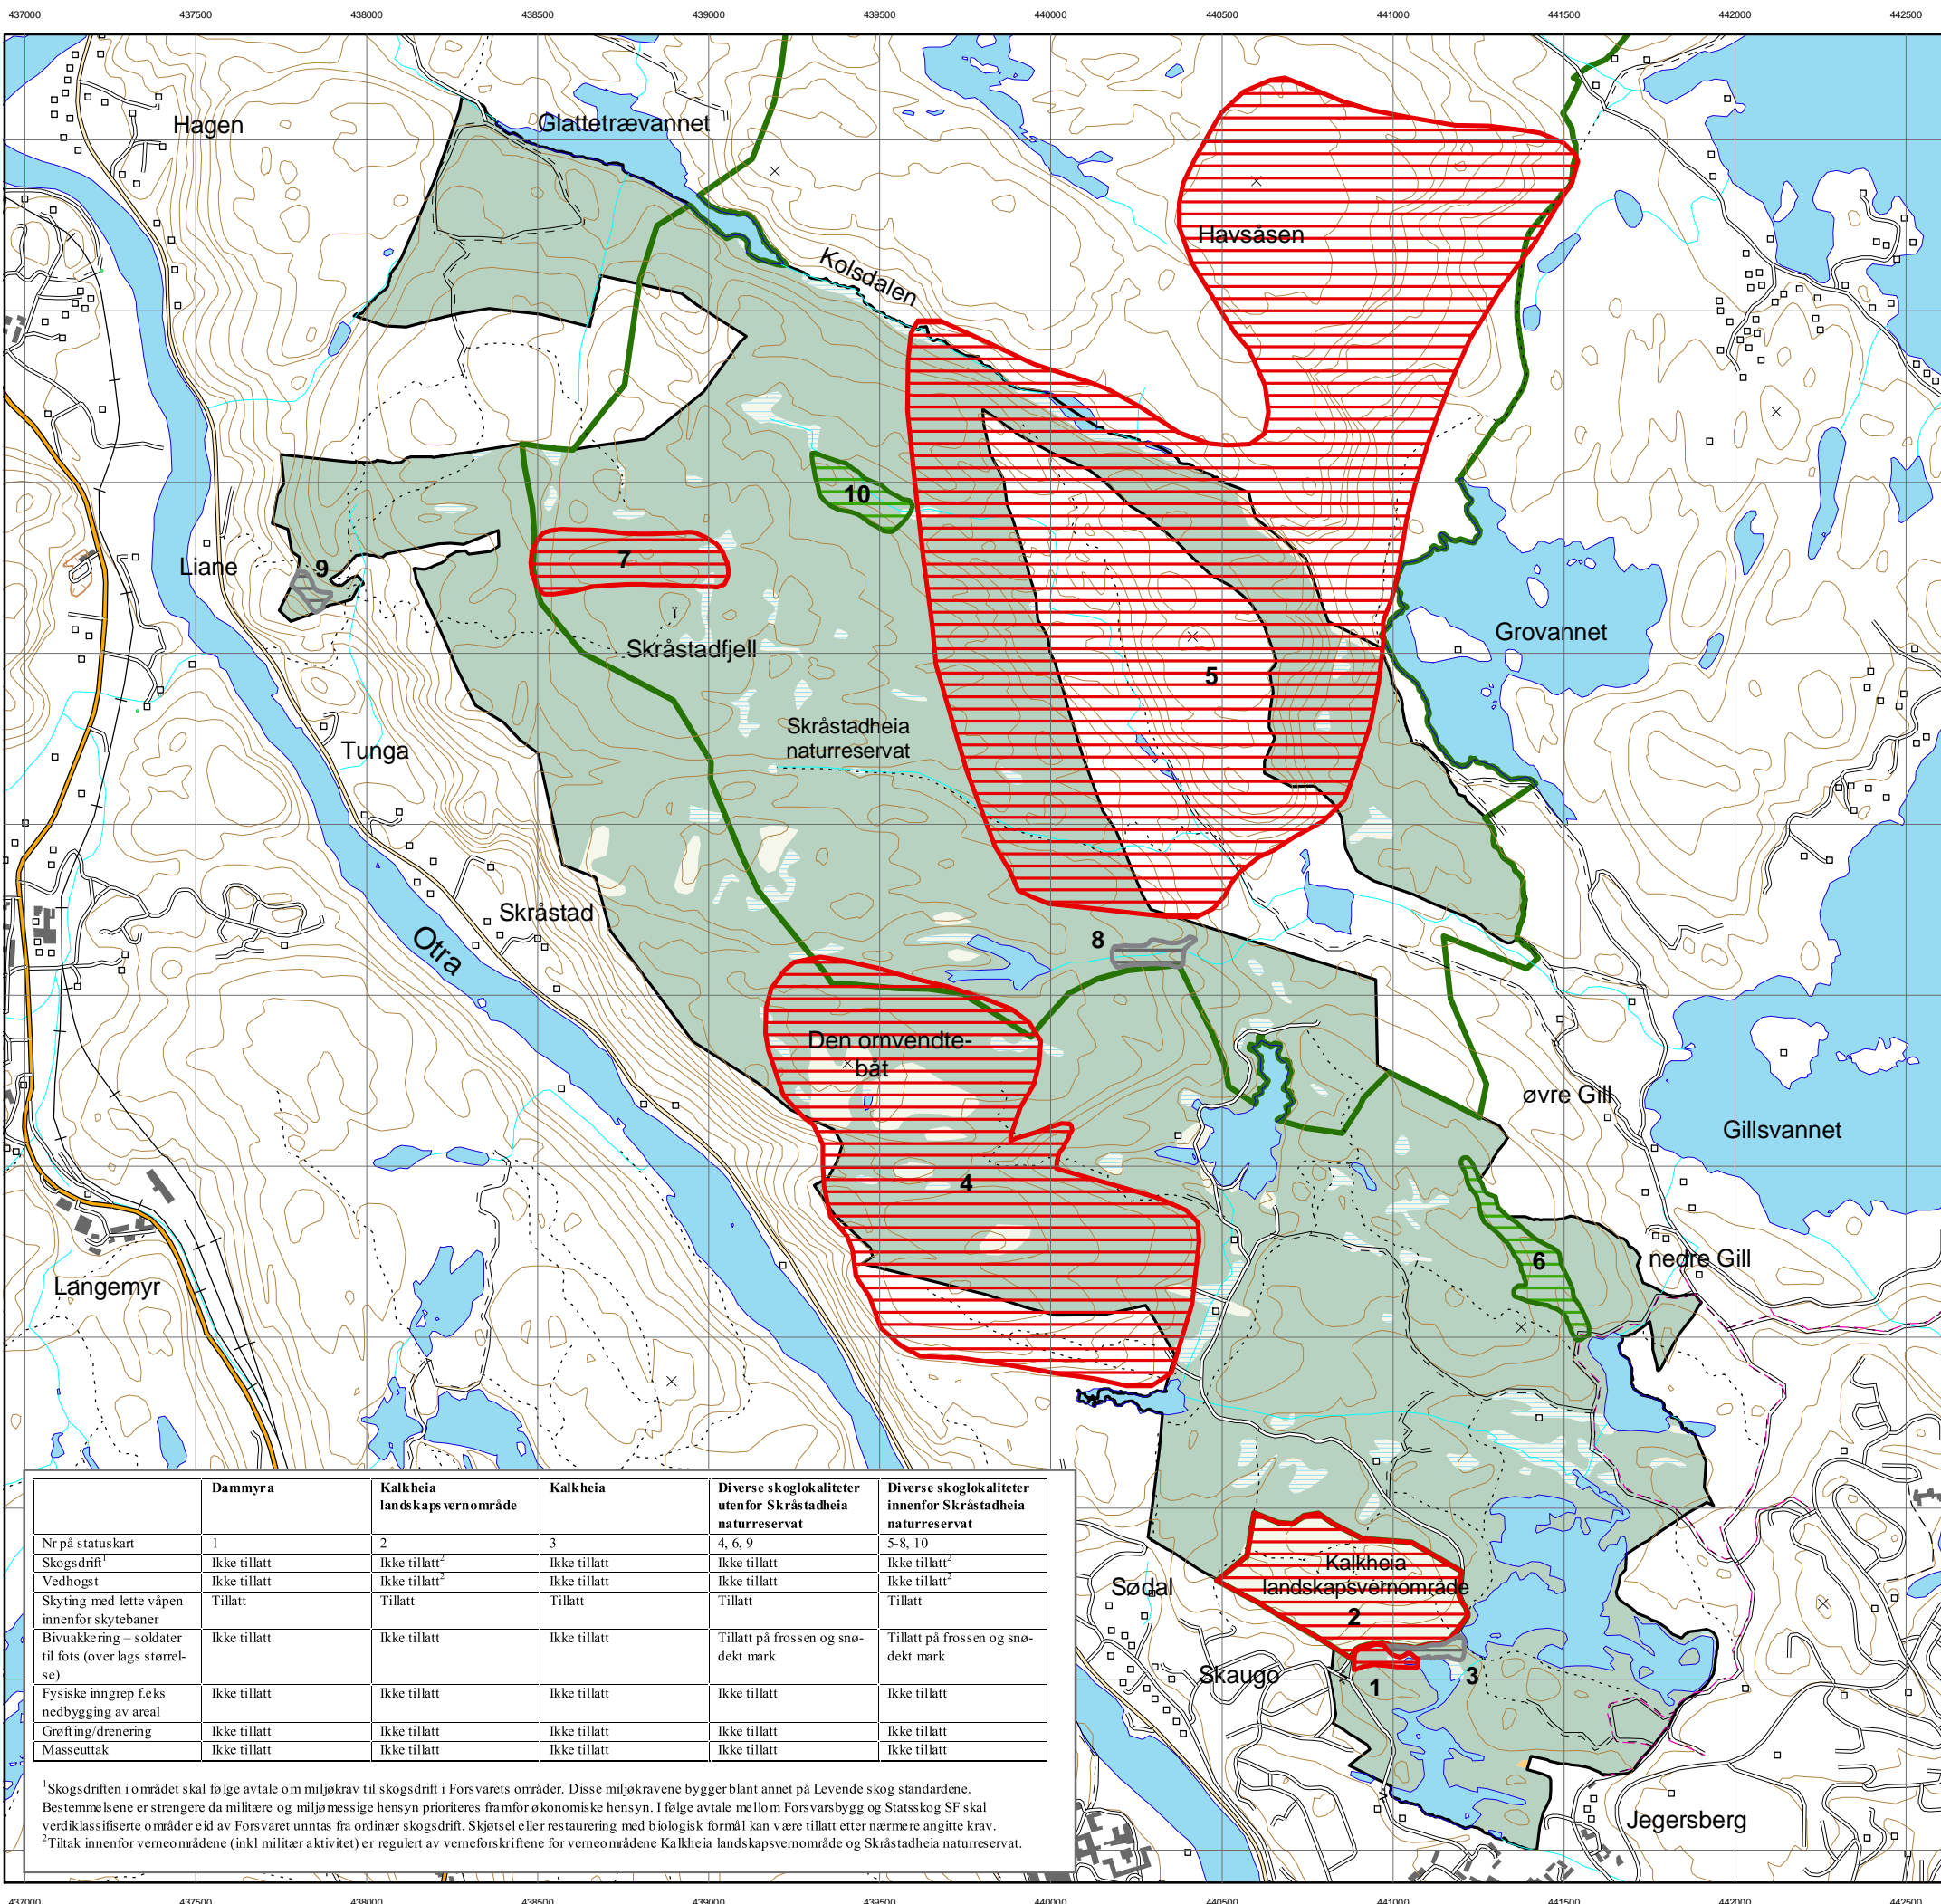 437000 437500 438000 438500 439000 439500 440000 440500 441000 441500 442000 442500
Hagen
Glattetrævannet
Kolsdalen
Havsåsen
10
9
7
Liane
Skråstadfjell
Grovannet
5
Skråstadheia
naturreservat
Tunga
Skråstad
Otra
8
Den omvendte-
båt
øvre Gill
Gillsvannet
4
6
nedre Gill
Langemyr
Kalkheia
landskapsvernområde
2
Sødal
Skaugo
1
3
Jegersberg
Dammyra
Kalkheia
landskapsvernområde
Kalkheia
Diverse skoglokaliteter
utenfor Skråstadheia
naturreservat
Diverse skoglokaliteter
innenfor Skråstadheia
naturreservat
Nr på statuskart 1 2 3 4, 6, 9 5-8, 10
Skogsdrift¹ Ikke tillatt Ikke tillatt² Ikke tillatt Ikke tillatt Ikke tillatt²
Vedhogst Ikke tillatt Ikke tillatt² Ikke tillatt Ikke tillatt Ikke tillatt²
Skyting med lette våpen Tillatt Tillatt Tillatt Tillatt Tillatt
innenfor skytebaner
Bivuakkering – soldater Ikke tillatt Ikke tillatt Ikke tillatt Tillatt på frossen og snø- Tillatt på frossen og snø-
til fots (over lags størrel- dekt mark dekt mark
se)
Fysiske inngrep f.eks Ikke tillatt Ikke tillatt Ikke tillatt Ikke tillatt Ikke tillatt
nedbygging av areal
Grøfting/drenering Ikke tillatt Ikke tillatt Ikke tillatt Ikke tillatt Ikke tillatt
Masseuttak Ikke tillatt Ikke tillatt Ikke tillatt Ikke tillatt Ikke tillatt
¹Skogsdriften i området skal følge avtale om miljøkrav til skogsdrift i Forsvarets områder. Disse miljøkravene bygger blant annet på Levende skog standardene.
Bestemmelsene er strengere da militære og miljømessige hensyn prioriteres framfor økonomiske hensyn. I følge avtale mellom Forsvarsbygg og Statsskog SF skal
verdiklassifiserte områder eid av Forsvaret unntas fra ordinær skogsdrift. Skjøtsel eller restaurering med biologisk formål kan være tillatt etter nærmere angitte krav.
²Tiltak innenfor verneområdene (inkl militær aktivitet) er regulert av verneforskriftene for verneområdene Kalkheia landskapsvernområde og Skråstadheia naturreservat.
437000 437500 438000 438500 439000 439500 440000 440500 441000 441500 442000 442500